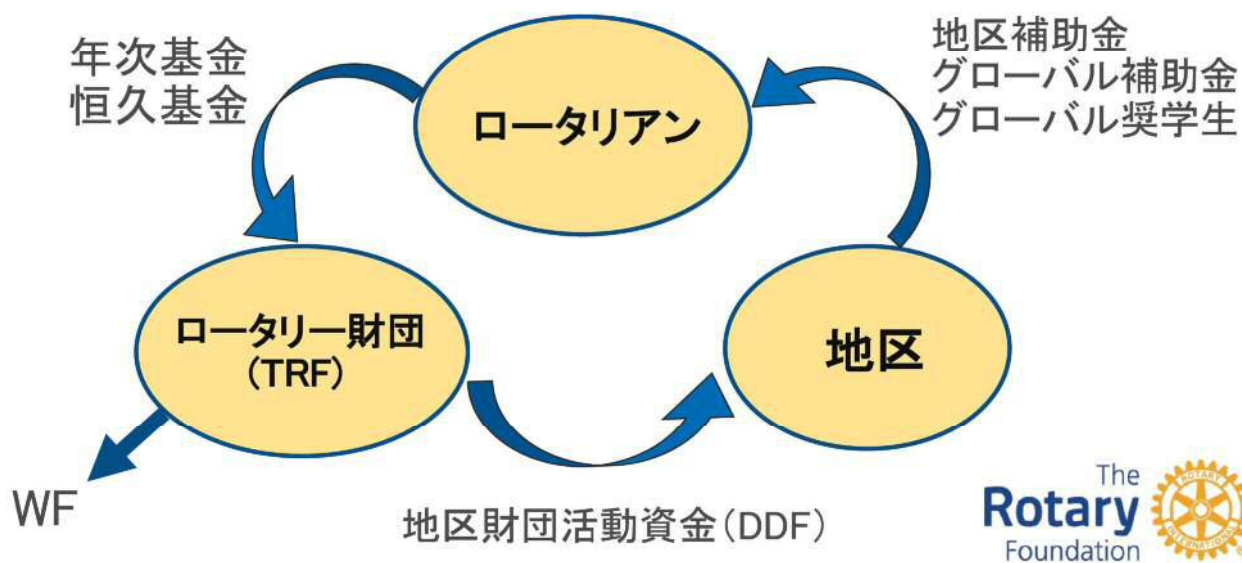 年次基金
恒久基金
ロータリアン
地区補助金
グローバル補助金
グローバル奨学生
ロータリー財団
(TRF)
地区
WF
地区財団活動資金(DDF)
The
Rotary
Foundation
ROTARY
INTERNATIONAL